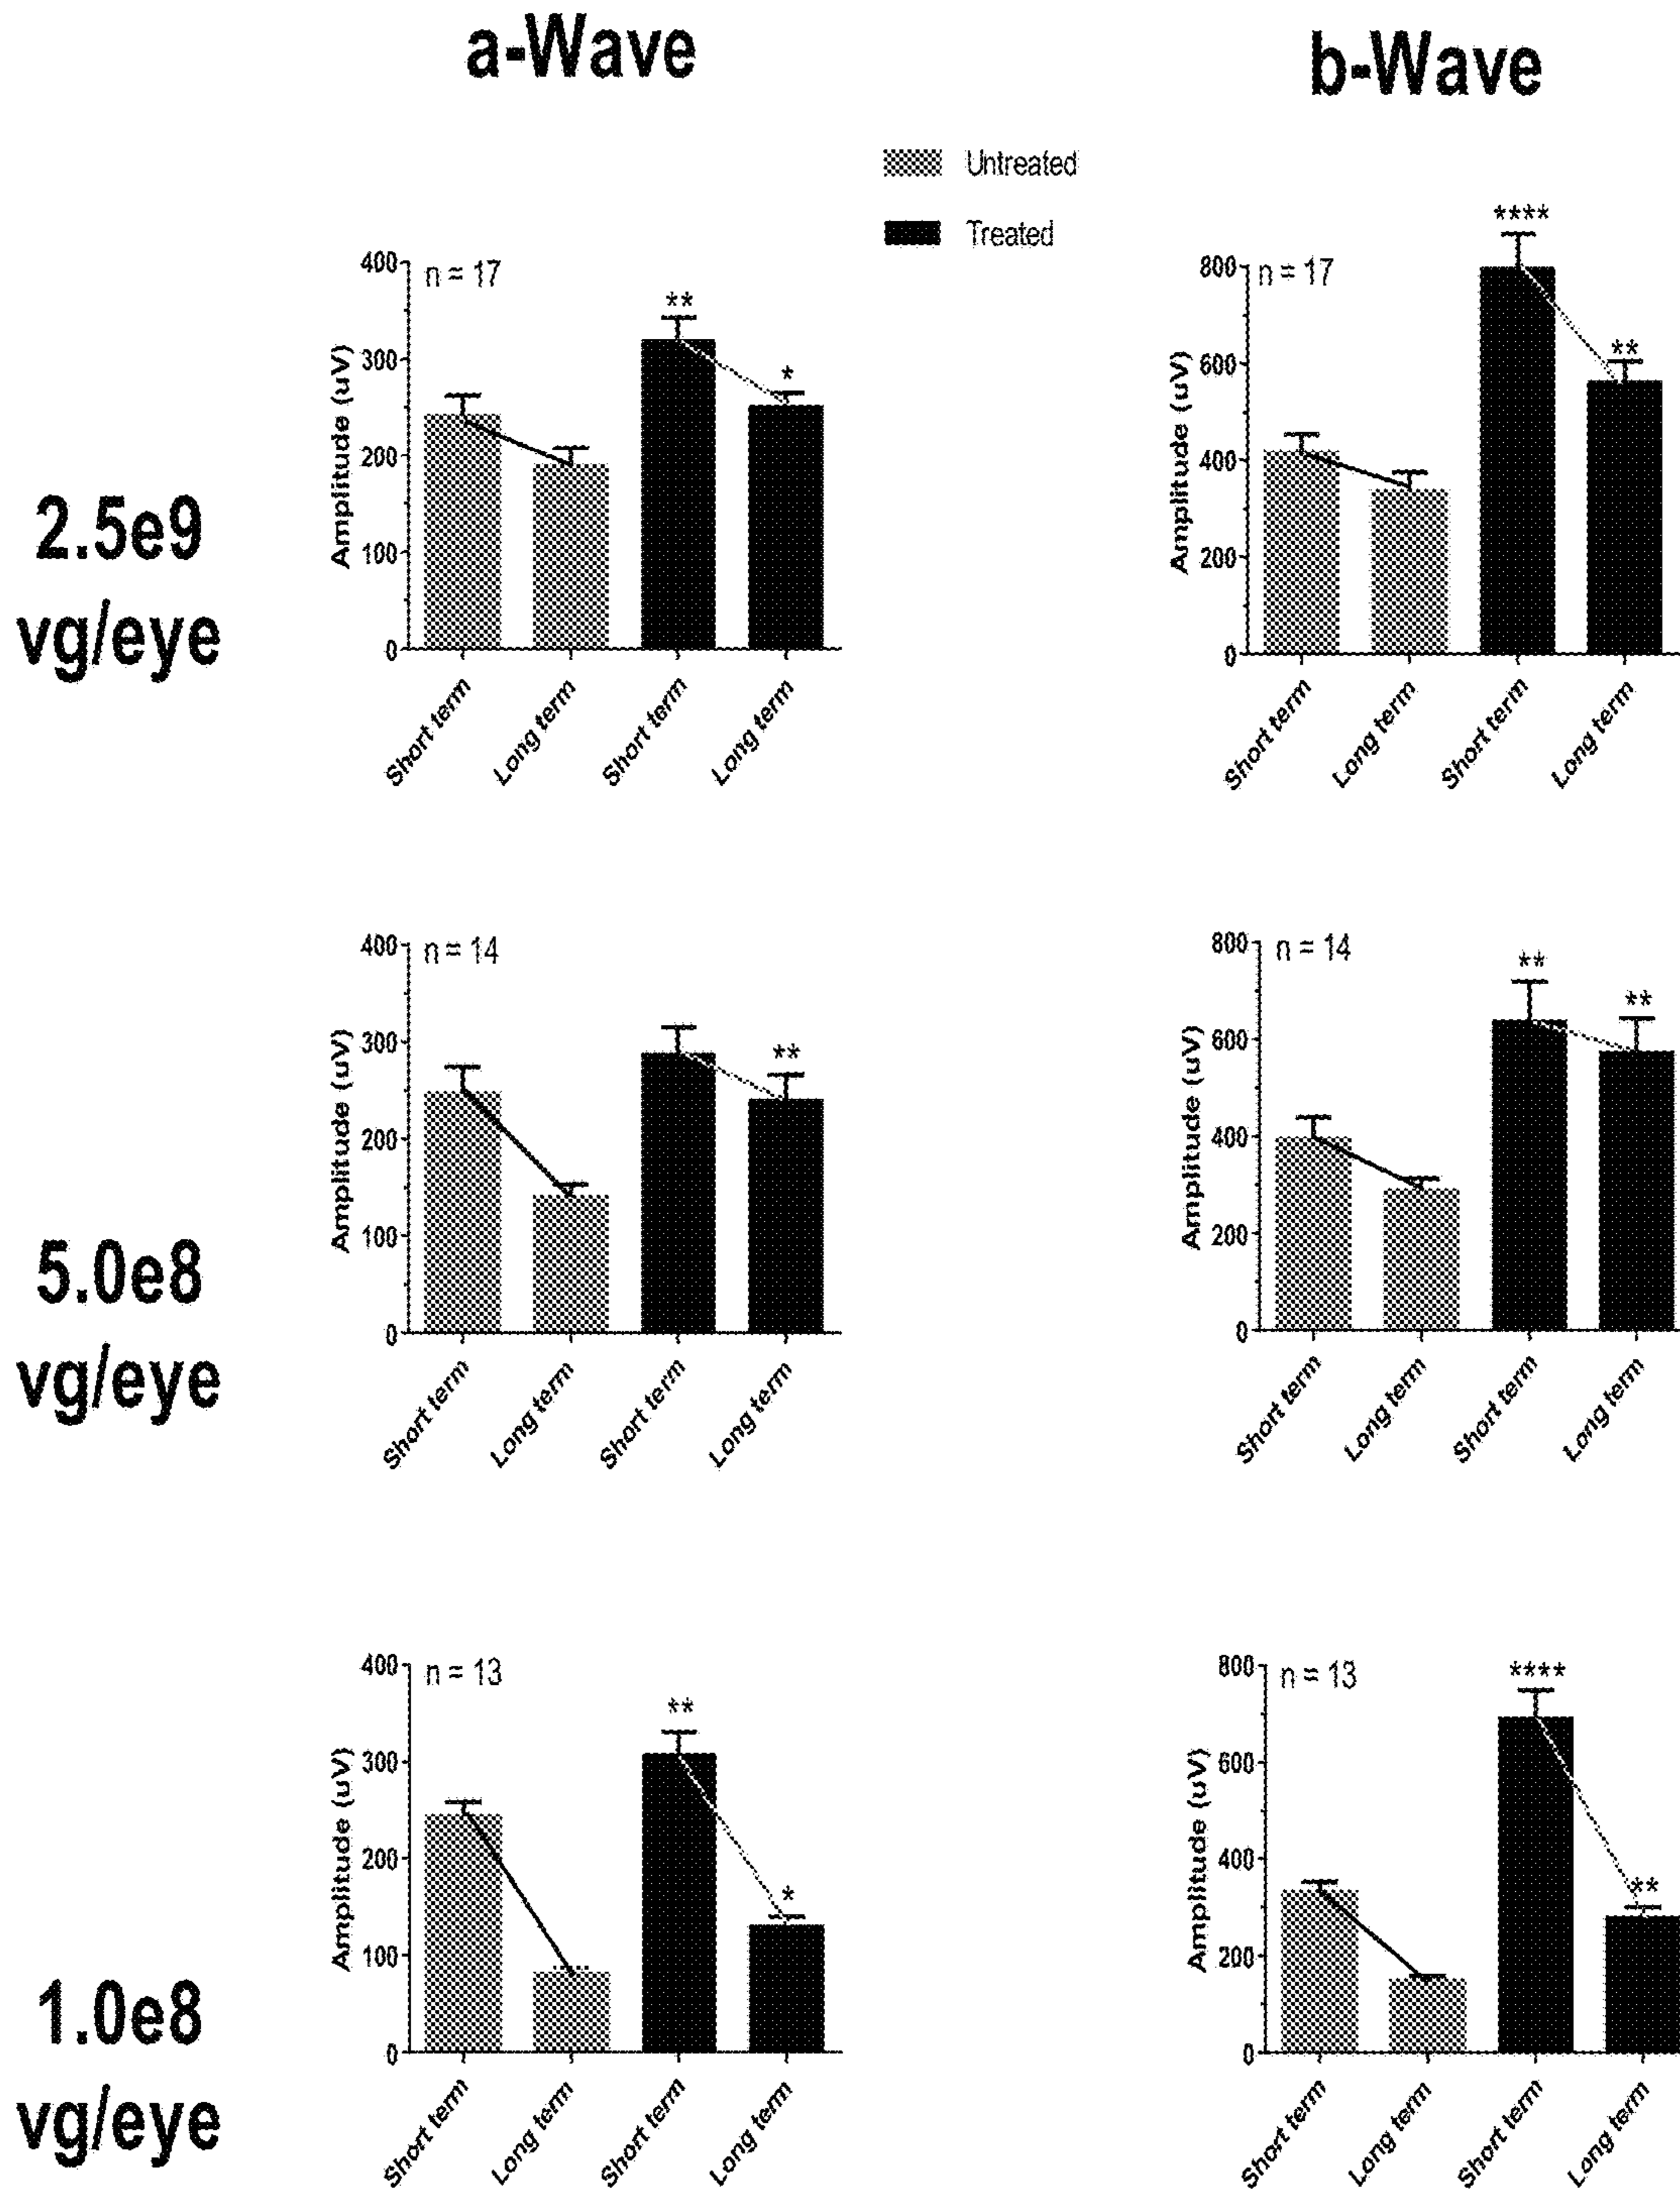 a-Wave
b-Wave
Untreated
Treated
2.5e9
vg/eye
n = 17
**
*
400
300
200
100
0
Amplitude (uV)
Short term
Long term
Short term
Long term
n = 17
****
**
800
600
400
200
0
Amplitude (uV)
Short term
Long term
Short term
Long term
5.0e8
vg/eye
n = 14
**
400
300
200
100
0
Amplitude (uV)
Short term
Long term
Short term
Long term
n = 14
**
**
800
600
400
200
0
Amplitude (uV)
Short term
Long term
Short term
Long term
1.0e8
vg/eye
n = 13
**
*
400
300
200
100
0
Amplitude (uV)
Short term
Long term
Short term
Long term
n = 13
****
**
800
600
400
200
0
Amplitude (uV)
Short term
Long term
Short term
Long term